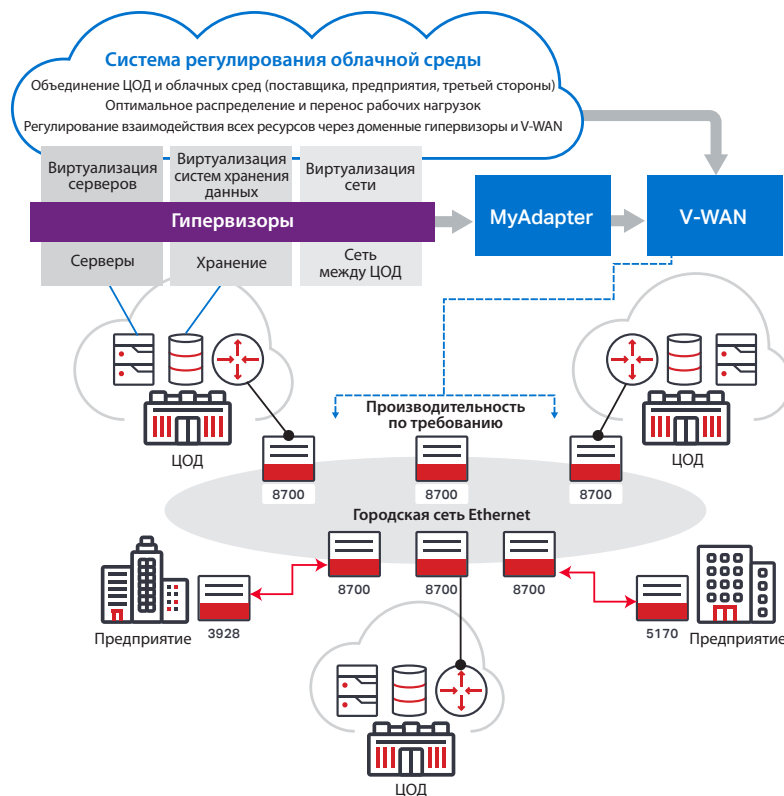 Система регулирования облачной среды
Объединение ЦОД и облачных сред (поставщика, предприятия, третьей стороны)
Оптимальное распределение и перенос рабочих нагрузок
Регулирование взаимодействия всех ресурсов через доменные гипервизоры и V-WAN
Виртуализация
серверов
Виртуализация
систем хранения
данных
Виртуализация
сети
Гипервизоры
MyAdapter
V-WAN
Серверы
Хранение
Сеть
между ЦОД
Производительность
по требованию
ЦОД
ЦОД
8700
8700
8700
Городская сеть Ethernet
8700
8700
8700
3928
5170
Предприятие
Предприятие
ЦОД